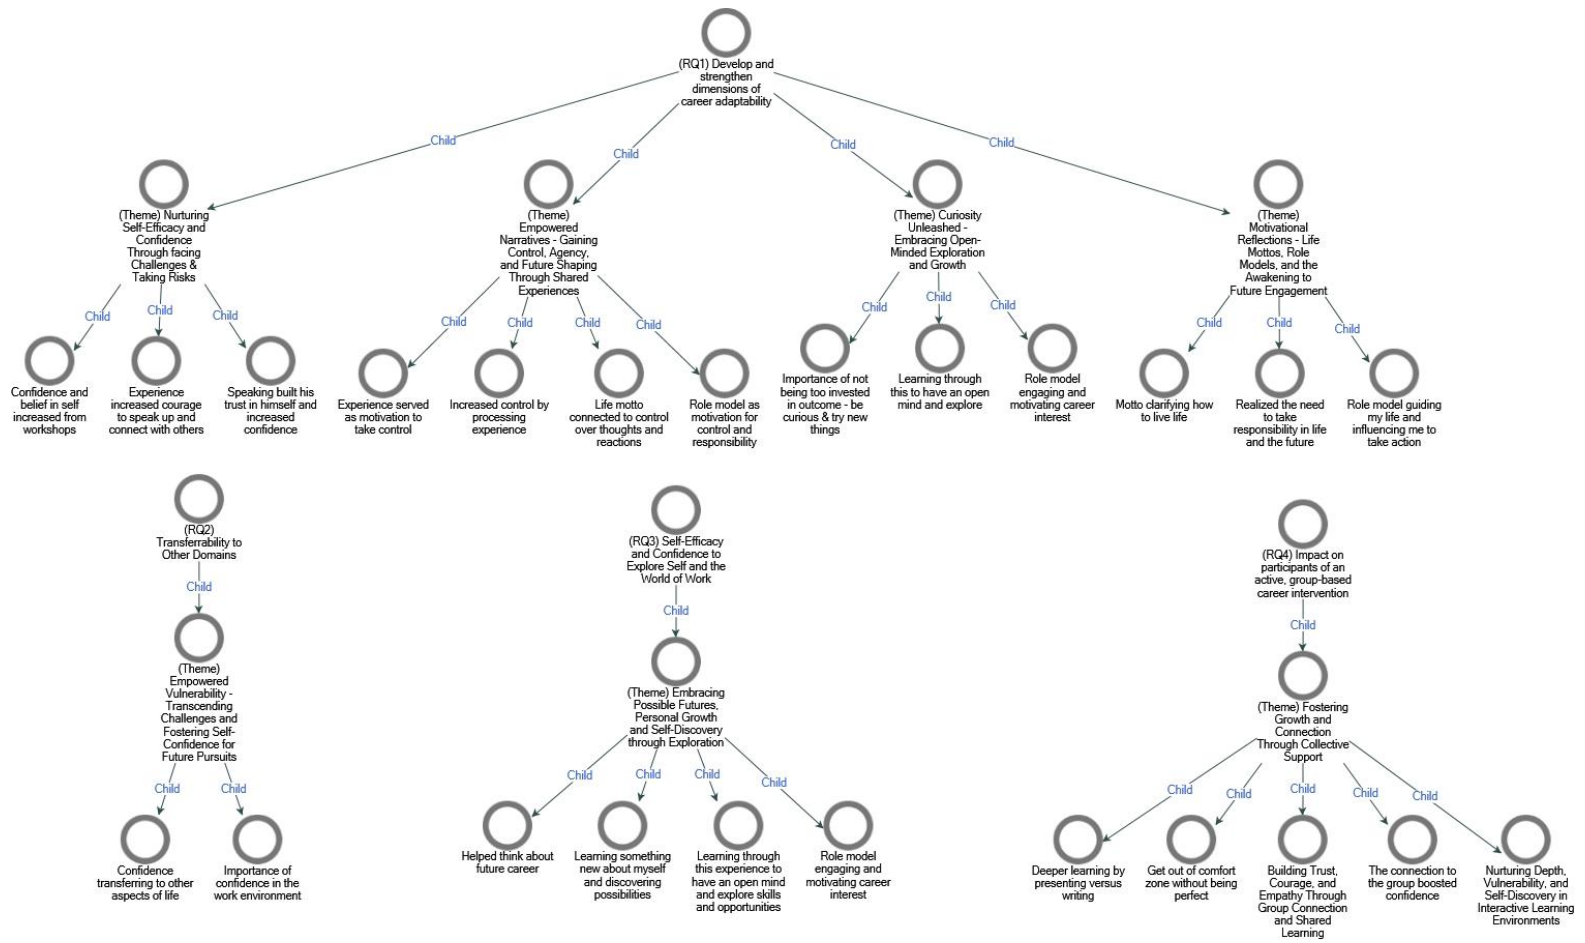 (RQ1) Develop and
strengthen
dimensions of
career adaptability
Child
Child
Child
Child
(Theme) Nurturing
Self-Efficacy and
Confidence
Through facing
Challenges &
Taking Risks
(Theme)
Empowered
Narratives - Gaining
Control, Agency,
and Future Shaping
Through Shared
Experiences
(Theme) Curiosity
Unleashed -
Embracing Open-
Minded Exploration
and Growth
(Theme)
Motivational
Reflections - Life
Mottos, Role
Models, and the
Awakening to
Future Engagement
Child
Child
Child
Child
Child
Child
Child
Child
Child
Child
Child
Child
Child
Confidence and
belief in self
increased from
workshops
Experience
increased courage
to speak up and
connect with others
Speaking built his
trust in himself and
increased
confidence
Experience served
as motivation to
take control
Increased control by
processing
experience
Life motto
connected to control
over thoughts and
reactions
Role model as
motivation for
control and
responsibility
Importance of not
being too invested
in outcome - be
curious & try new
things
Learning through
this to have an open
mind and explore
Role model
engaging and
motivating career
interest
Motto clarifying how
to live life
Realized the need
to take
responsibility in life
and the future
Role model guiding
my life and
influencing me to
take action
(RQ2)
Transferrability to
Other Domains
Child
(Theme)
Empowered
Vulnerability -
Transcending
Challenges and
Fostering Self-
Confidence for
Future Pursuits
Child
Child
Confidence
transferring to other
aspects of life
Importance of
confidence in the
work environment
(RQ3) Self-Efficacy
and Confidence to
Explore Self and the
World of Work
Child
(Theme) Embracing
Possible Futures,
Personal Growth
and Self-Discovery
through Exploration
Child
Child
Child
Child
Helped think about
future career
Learning something
new about myself
and discovering
possibilities
Learning through
this experience to
have an open mind
and explore skills
and opportunities
Role model
engaging and
motivating career
interest
(RQ4) Impact on
participants of an
active, group-based
career intervention
Child
(Theme) Fostering
Growth and
Connection
Through Collective
Support
Child
Child
Child
Child
Child
Deeper learning by
presenting versus
writing
Get out of comfort
zone without being
perfect
Building Trust,
Courage, and
Empathy Through
Group Connection
and Shared
Learning
The connection to
the group boosted
confidence
Nurturing Depth,
Vulnerability, and
Self-Discovery in
Interactive Learning
Environments